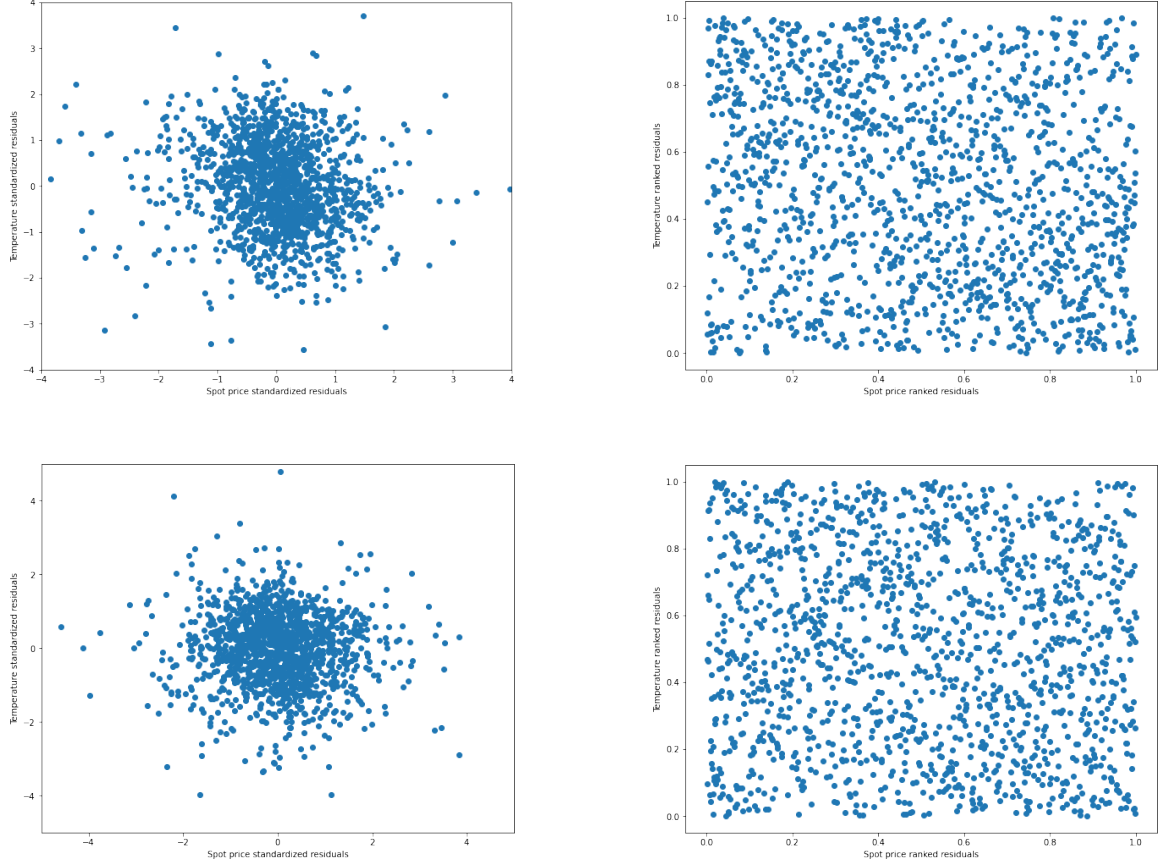 4
3
2
1
0
−1
−2
−3
−4
Temperature standardized residuals
−4 −3 −2 −1 0 1 2 3 4
Spot price standardized residuals
1.0
0.8
0.6
0.4
0.2
0.0
Temperature ranked residuals
0.0 0.2 0.4 0.6 0.8 1.0
Spot price ranked residuals
4
2
0
−2
−4
Temperature standardized residuals
−4 −2 0 2 4
Spot price standardized residuals
1.0
0.8
0.6
0.4
0.2
0.0
Temperature ranked residuals
0.0 0.2 0.4 0.6 0.8 1.0
Spot price ranked residuals